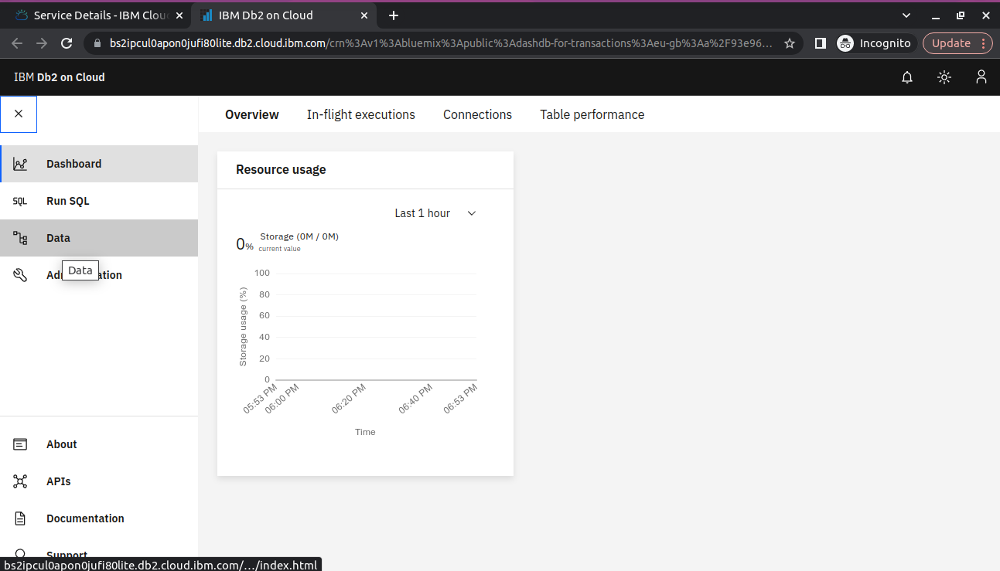 Service Details - IBM Clou
IBM Db2 on Cloud
bs2ipcul0apon0jufi80lite.db2.cloud.ibm.com/crn%3Av1%3Abluemix%3Apublic%3Adashdb-for-transactions%3Aeu-gb%3Aa%2F93e96...
Incognito
Update
IBM Db2 on Cloud
Overview
In-flight executions
Connections
Table performance
Dashboard
SQL
Run SQL
Data
Data
About
APIs
Documentation
Support
Resource usage
Last 1 hour
0%
Storage (0M / 0M)
current value
Storage usage (%)
100
80
60
40
20
0
05:53 PM
06:00 PM
06:20 PM
06:40 PM
06:53 PM
Time
bs2ipcul0apon0jufi80lite.db2.cloud.ibm.com/.../index.html